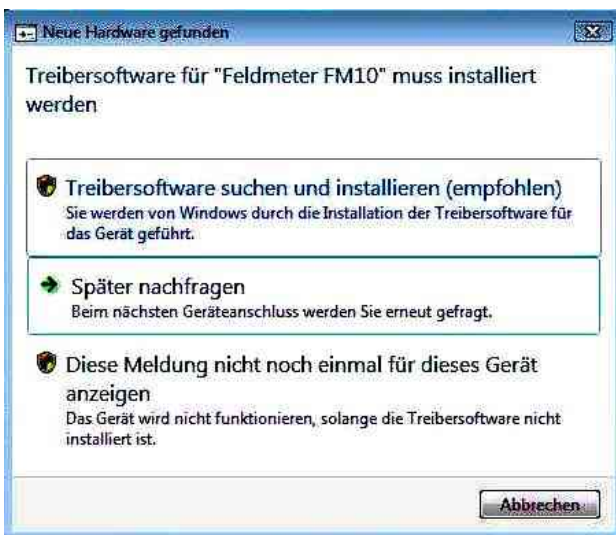 Neue Hardware gefunden
Treibersoftware für "Feldmeter FM10" muss installiert
werden
Treibersoftware suchen und installieren (empfohlen)
Sie werden von Windows durch die Installation der Treibersoftware für
das Gerät geführt.
Später nachfragen
Beim nächsten Geräteanschluss werden Sie erneut gefragt.
Diese Meldung nicht noch einmal für dieses Gerät
anzeigen
Das Gerät wird nicht funktionieren, solange die Treibersoftware nicht
installiert ist.
Abbrechen